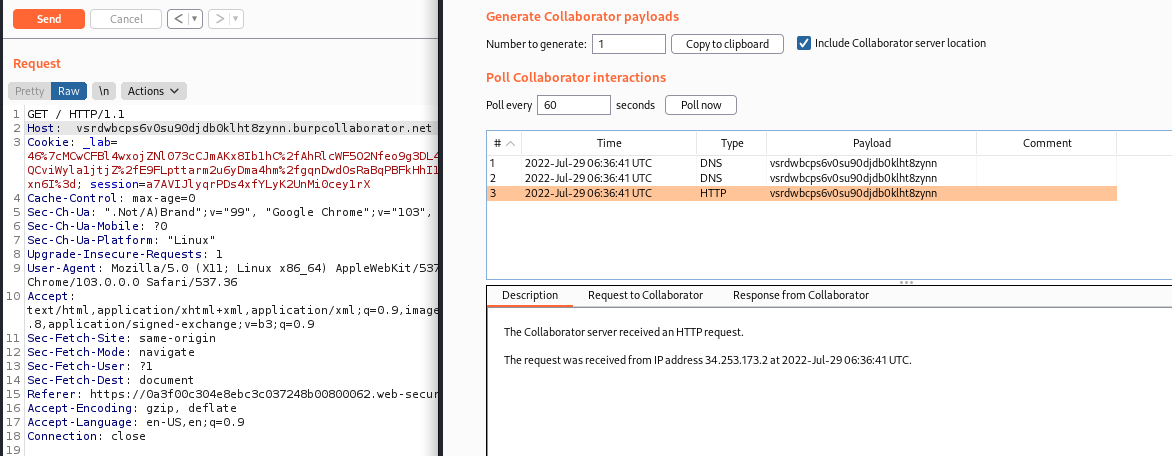 Send
Cancel
<
>
Request
Pretty
Raw
\n
Actions
1 GET / HTTP/1.1
2 Host: vsrdwbcps6v0su90djdb0klht8zynn.burpcollaborator.net
3 Cookie: _lab=
46%7cMCwCFBl4wxojZNl073cCJmAKx8Ib1hC%2fAhRlcWF5O2Nfeo9g3DL4
QCviWyla1jtjZ%2fE9FLpttarm2u6yDma4hm%2fgqnDwdOsRaBqPBFkHhI1
xn6I%3d; session=a7AVIJlyqrPDs4xfYLyK2UnMi0cey1rX
4 Cache-Control: max-age=0
5 Sec-Ch-Ua: ".Not/A)Brand";v="99", "Google Chrome";v="103",
6 Sec-Ch-Ua-Mobile: ?0
7 Sec-Ch-Ua-Platform: "Linux"
8 Upgrade-Insecure-Requests: 1
9 User-Agent: Mozilla/5.0 (X11; Linux x86_64) AppleWebKit/537
Chrome/103.0.0.0 Safari/537.36
10 Accept:
text/html,application/xhtml+xml,application/xml;q=0.9,image
.8,application/signed-exchange;v=b3;q=0.9
11 Sec-Fetch-Site: same-origin
12 Sec-Fetch-Mode: navigate
13 Sec-Fetch-User: ?1
14 Sec-Fetch-Dest: document
15 Referer: https://0a3f00c304e8ebc3c037248b00800062.web-secur
16 Accept-Encoding: gzip, deflate
17 Accept-Language: en-US,en;q=0.9
18 Connection: close
19
Generate Collaborator payloads
Number to generate: 1 Copy to clipboard Include Collaborator server location
Poll Collaborator interactions
Poll every 60 seconds Poll now
# Time Type Payload Comment
1 2022-Jul-29 06:36:41 UTC DNS vsrdwbcps6v0su90djdb0klht8zynn
2 2022-Jul-29 06:36:41 UTC DNS vsrdwbcps6v0su90djdb0klht8zynn
3 2022-Jul-29 06:36:41 UTC HTTP vsrdwbcps6v0su90djdb0klht8zynn
Description Request to Collaborator Response from Collaborator
The Collaborator server received an HTTP request.
The request was received from IP address 34.253.173.2 at 2022-Jul-29 06:36:41 UTC.